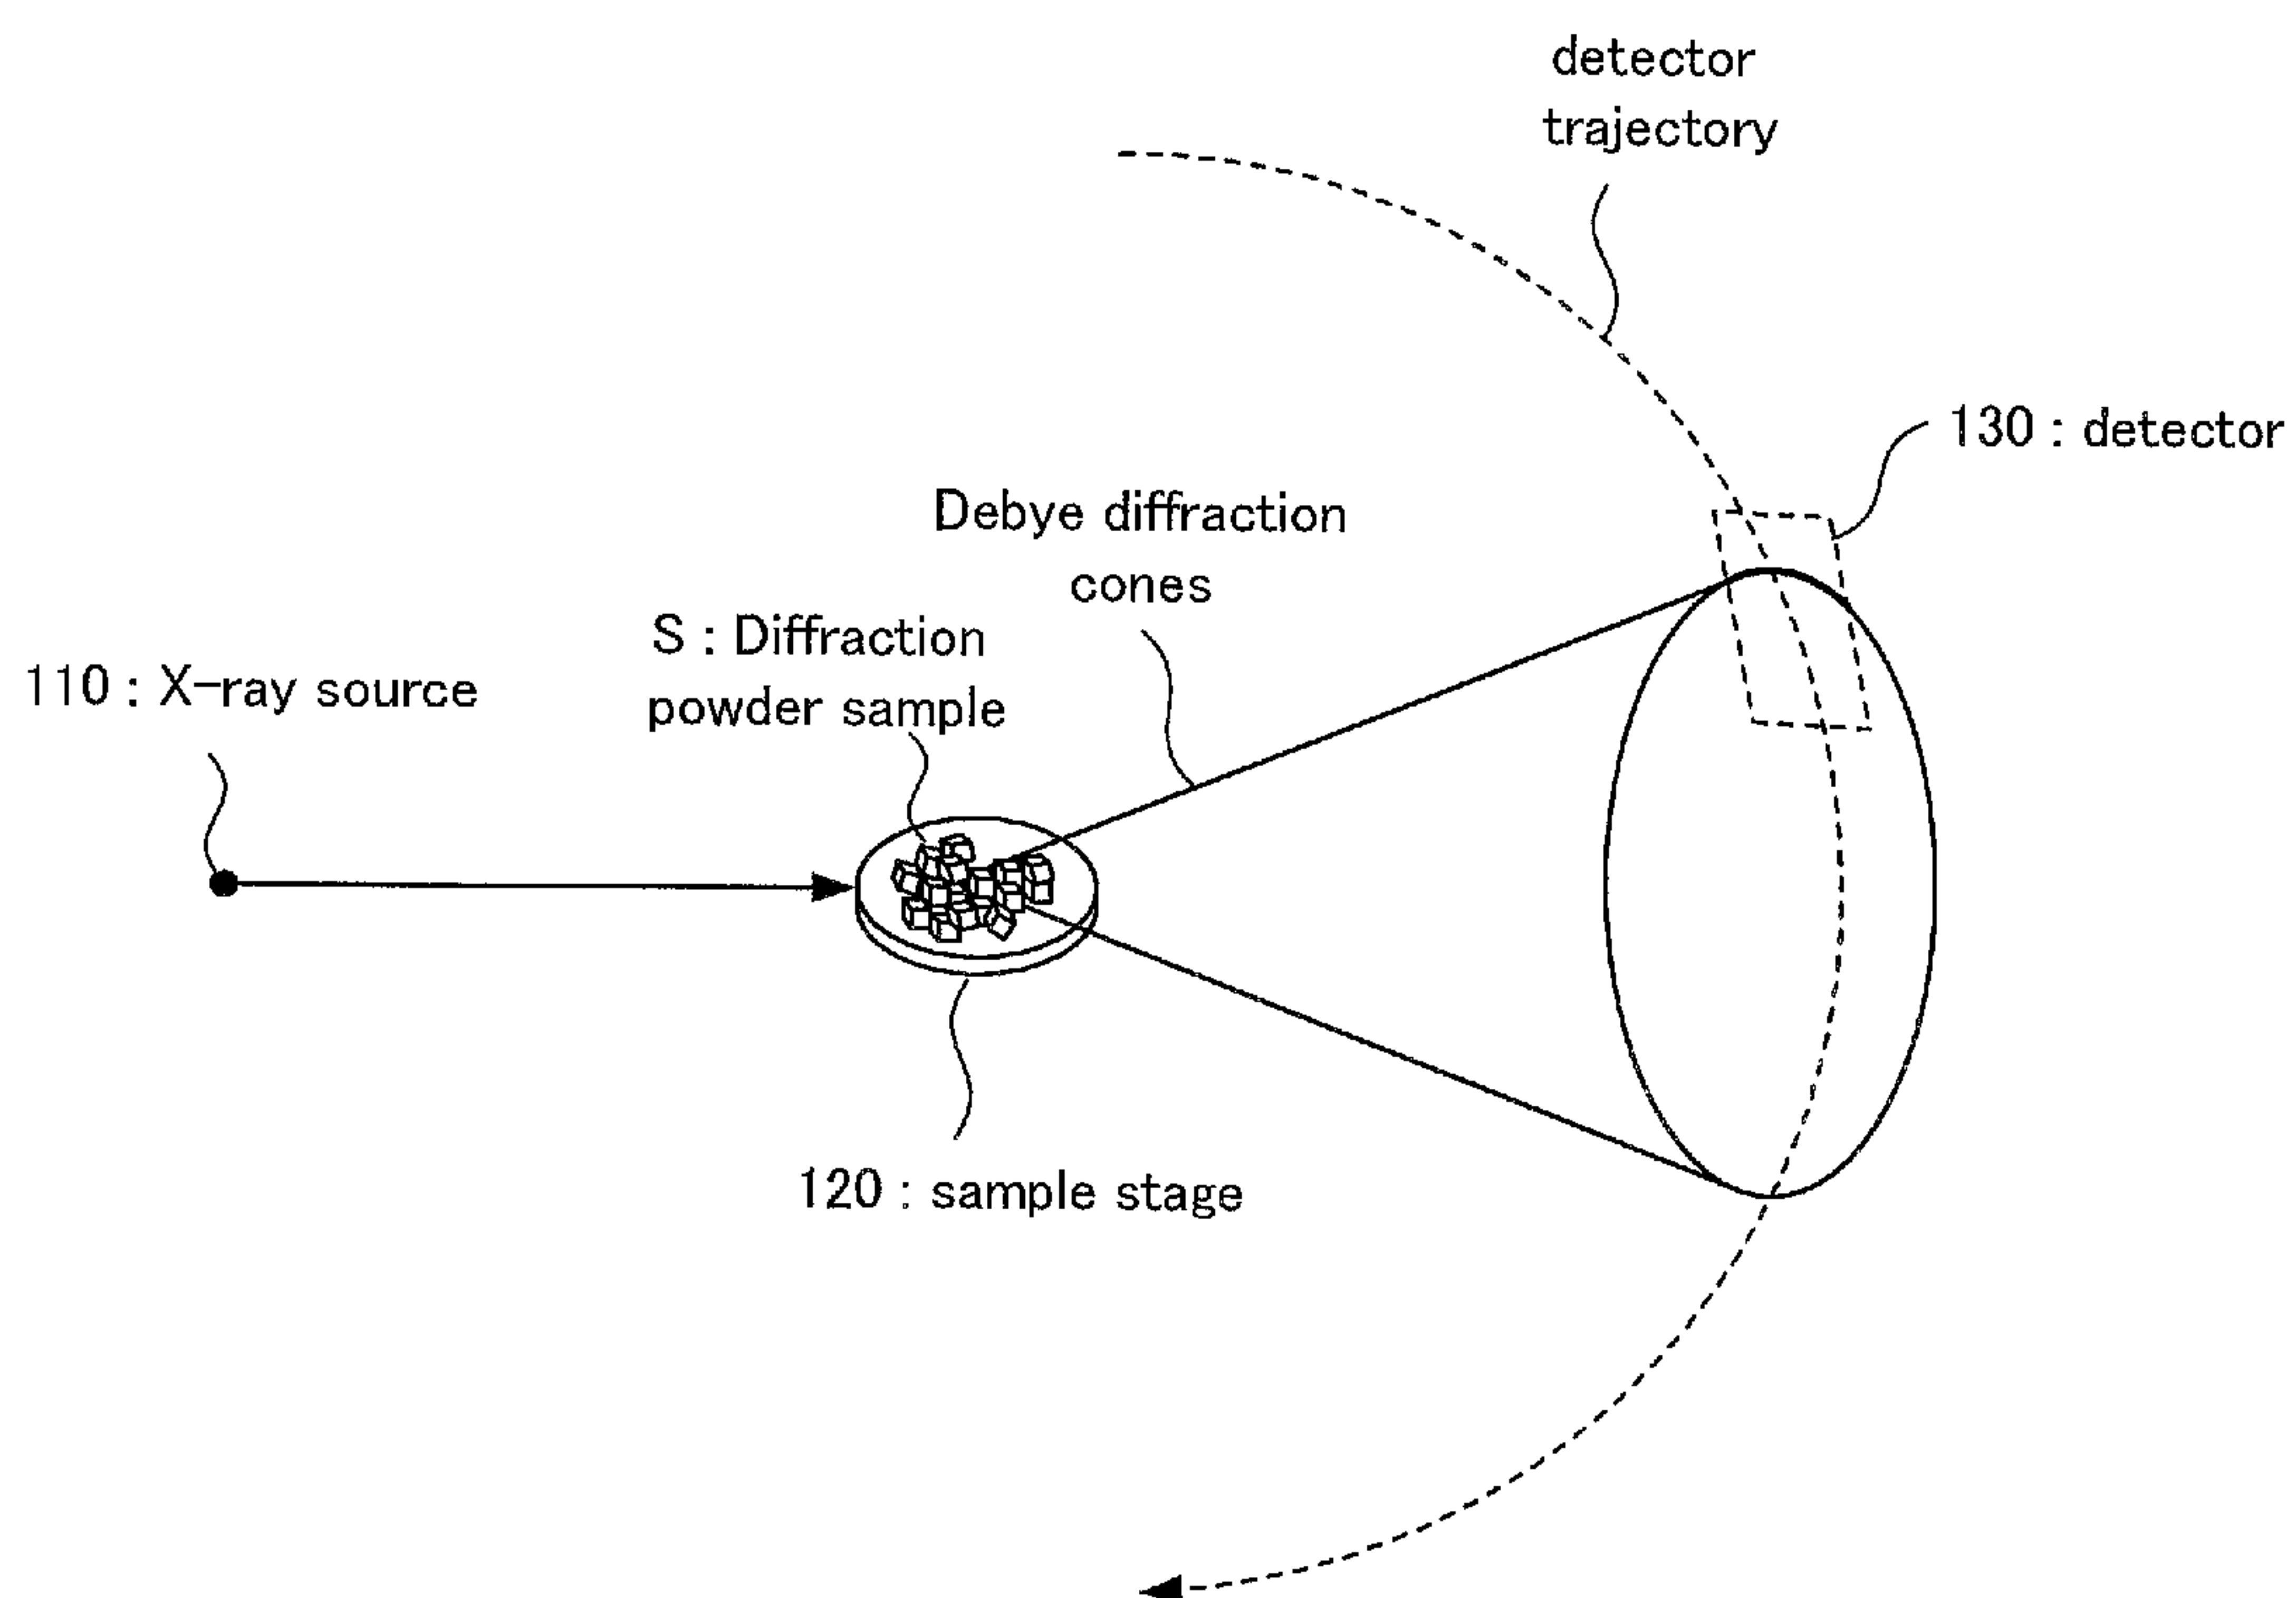 detector
trajectory
130 : detector
Debye diffraction
cones
S : Diffraction
powder sample
110 : X-ray source
120 : sample stage